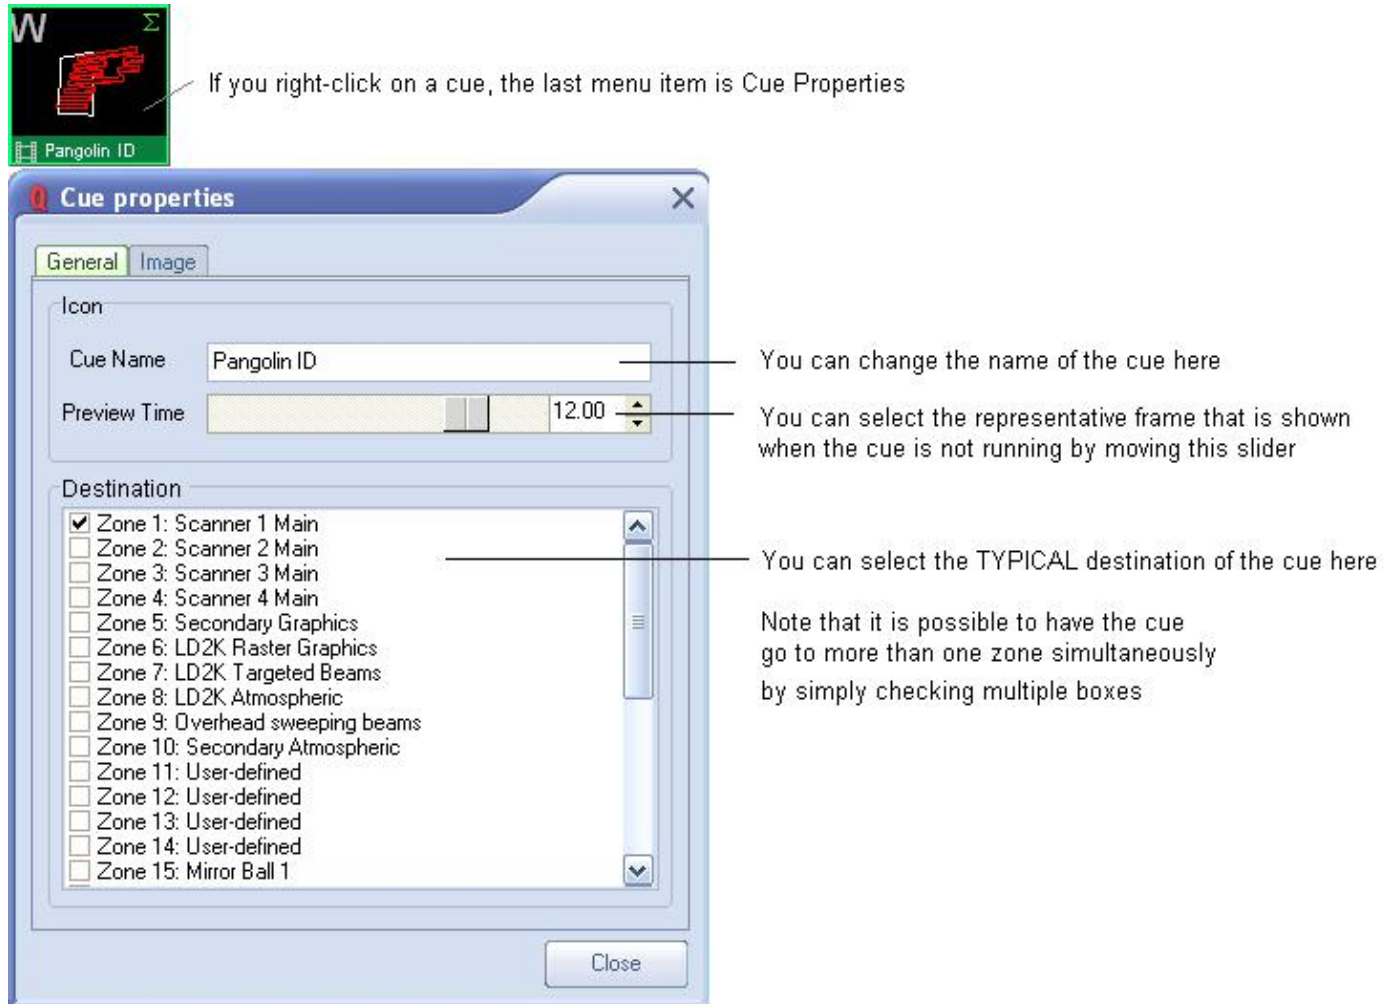 W Σ
If you right-click on a cue, the last menu item is Cue Properties
Pangolin ID
Cue properties
General Image
Icon
Cue Name Pangolin ID
You can change the name of the cue here
Preview Time 12.00
You can select the representative frame that is shown
when the cue is not running by moving this slider
Destination
Zone 1: Scanner 1 Main
Zone 2: Scanner 2 Main
Zone 3: Scanner 3 Main
Zone 4: Scanner 4 Main
Zone 5: Secondary Graphics
Zone 6: LD2K Raster Graphics
Zone 7: LD2K Targeted Beams
Zone 8: LD2K Atmospheric
Zone 9: Overhead sweeping beams
Zone 10: Secondary Atmospheric
Zone 11: User-defined
Zone 12: User-defined
Zone 13: User-defined
Zone 14: User-defined
Zone 15: Mirror Ball 1
You can select the TYPICAL destination of the cue here
Note that it is possible to have the cue
go to more than one zone simultaneously
by simply checking multiple boxes
Close